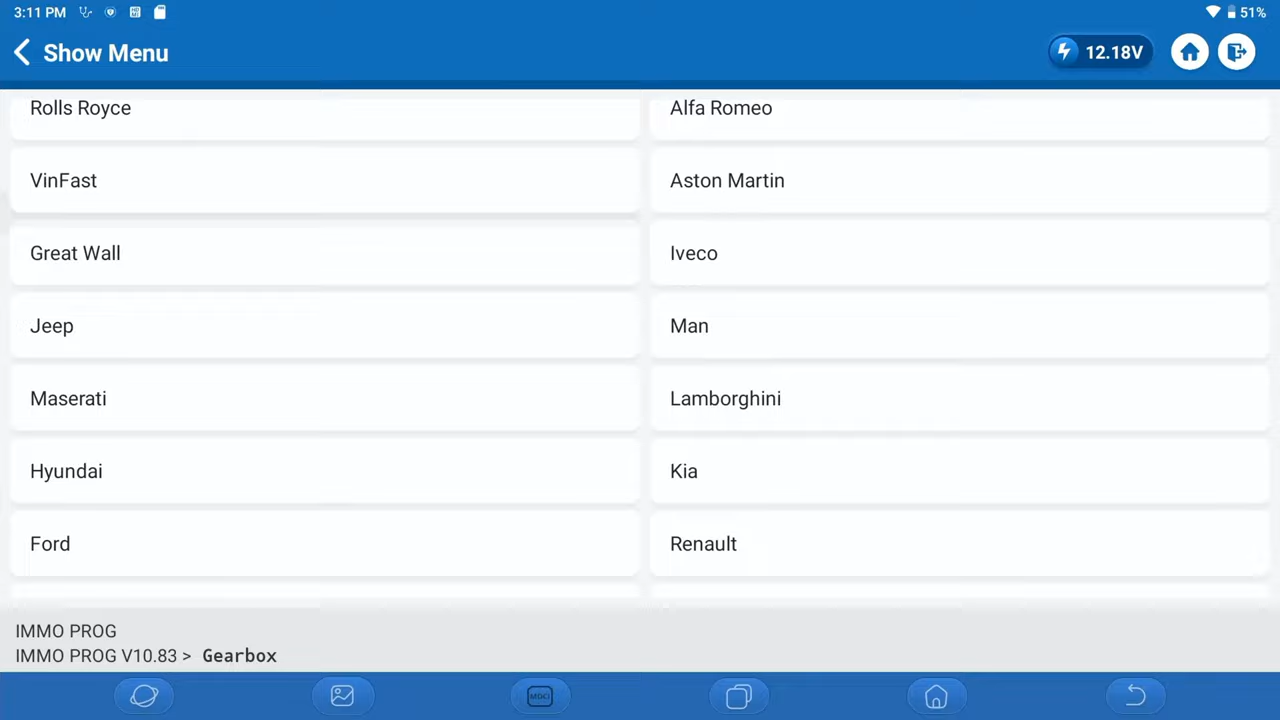 3:11 PM
51%
Show Menu
12.18V
Rolls Royce
Alfa Romeo
VinFast
Aston Martin
Great Wall
Iveco
Jeep
Man
Maserati
Lamborghini
Hyundai
Kia
Ford
Renault
IMMO PROG
IMMO PROG V10.83 > Gearbox